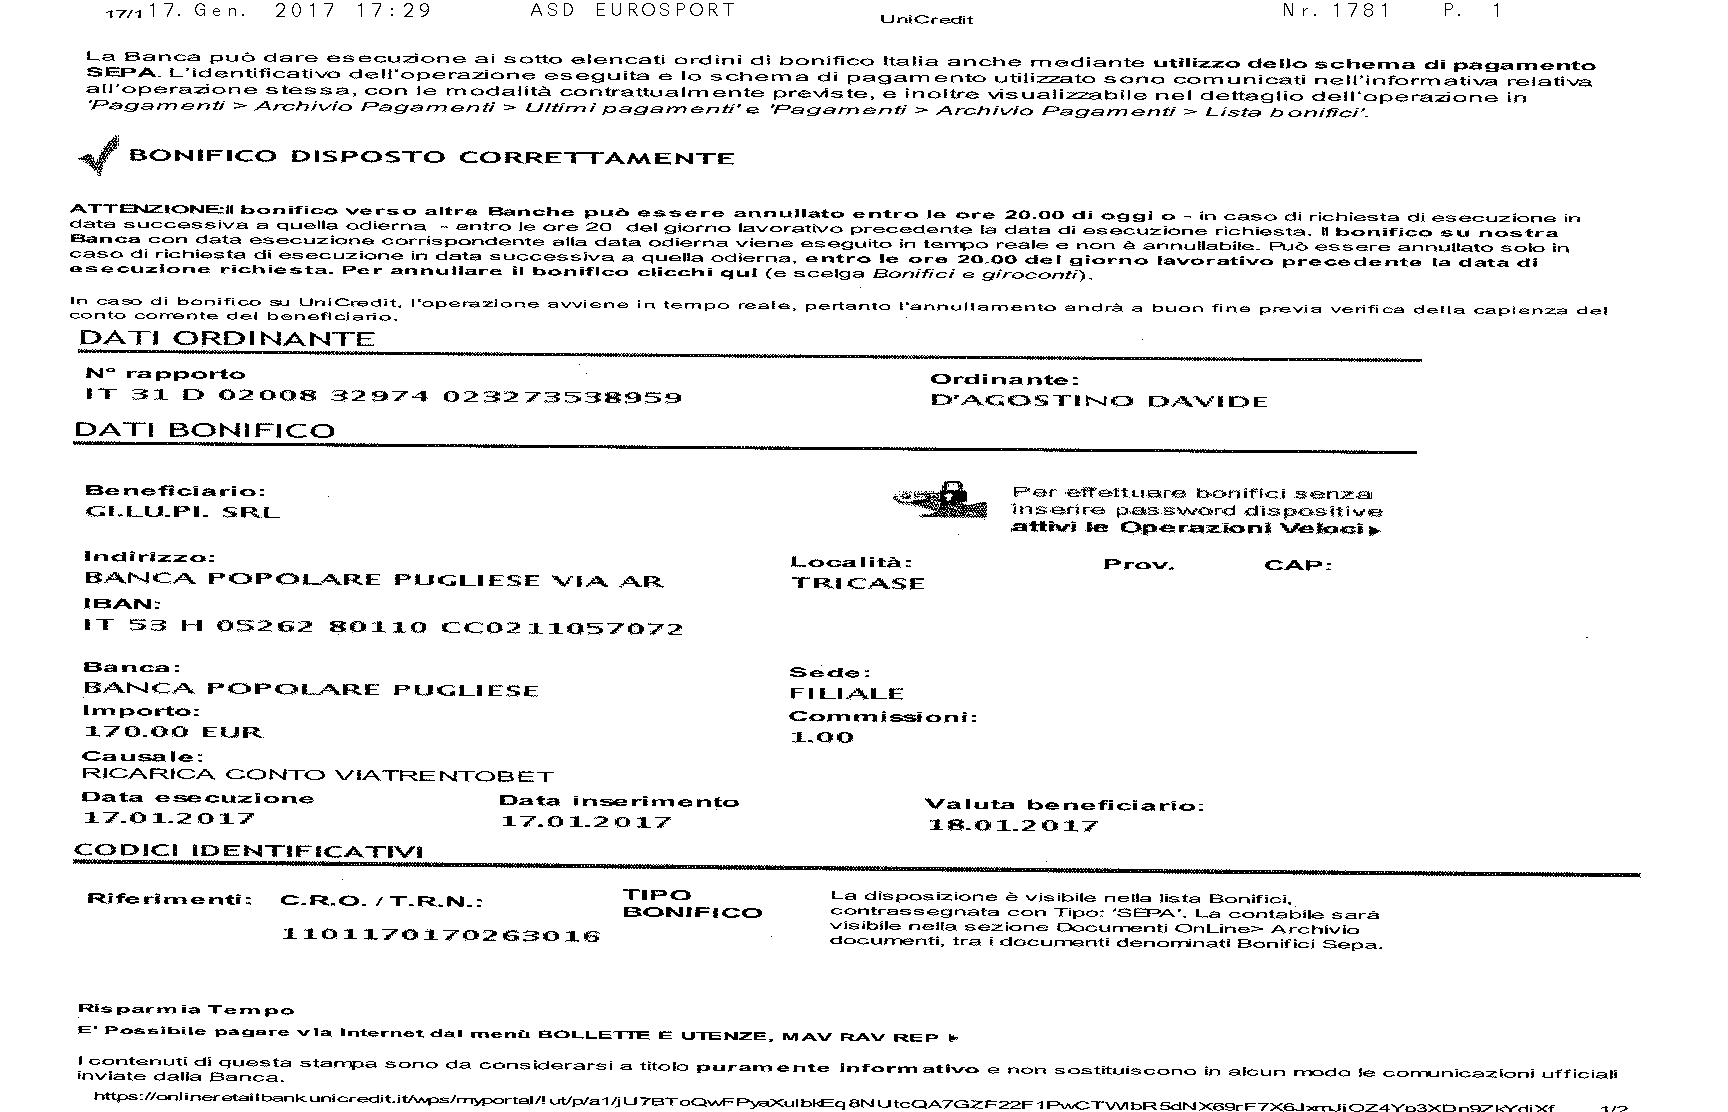 17/1 17. Gen. 2017 17:29 ASD EUROSPORT UniCredit Nr. 1781 P. 1
La Banca può dare esecuzione ai sotto elencati ordini di bonifico Italia anche mediante utilizzo dello schema di pagamento
SEPA. L'identificativo dell'operazione eseguita e lo schema di pagamento utilizzato sono comunicati nell'informativa relativa
all'operazione stessa, con le modalità contrattualmente previste, e inoltre visualizzabile nel dettaglio dell'operazione in
'Pagamenti > Archivio Pagamenti > Ultimi pagamenti' e 'Pagamenti > Archivio Pagamenti > Lista bonifici'.
BONIFICO DISPOSTO CORRETTAMENTE
ATTENZIONE:Il bonifico verso altre Banche può essere annullato entro le ore 20.00 di oggi o - in caso di richiesta di esecuzione in
data successiva a quella odierna - entro le ore 20 del giorno lavorativo precedente la data di esecuzione richiesta. Il bonifico su nostra
Banca con data esecuzione corrispondente alla data odierna viene eseguito in tempo reale e non è annullabile. Può essere annullato solo in
caso di richiesta di esecuzione in data successiva a quella odierna, entro le ore 20.00 del giorno lavorativo precedente la data di
esecuzione richiesta. Per annullare il bonifico clicchi qui (e scelga Bonifici e giroconti).
In caso di bonifico su UniCredit, l'operazione avviene in tempo reale, pertanto l'annullamento andrà a buon fine previa verifica della capienza del
conto corrente del beneficiario.
DATI ORDINANTE
N° rapporto Ordinante:
IT 31 D 02008 32974 023273538959 D'AGOSTINO DAVIDE
DATI BONIFICO
Beneficiario: Per effettuare bonifici senza
GI.LU.PI. SRL inserire password dispositive
attivi le Operazioni Veloci
Indirizzo: Località: Prov. CAP:
BANCA POPOLARE PUGLIESE VIA AR TRICASE
IBAN:
IT 53 H 05262 80110 CC0211057072
Banca: Sede:
BANCA POPOLARE PUGLIESE FILIALE
Importo: Commissioni:
170.00 EUR 1.00
Causale:
RICARICA CONTO VIATRENTOBET
Data esecuzione Data inserimento Valuta beneficiario:
17.01.2017 17.01.2017 18.01.2017
CODICI IDENTIFICATIVI
Riferimenti: C.R.O. / T.R.N.: TIPO La disposizione è visibile nella lista Bonifici,
BONIFICO contrassegnata con Tipo: 'SEPA'. La contabile sarà
1101170170263016 visibile nella sezione Documenti OnLine> Archivio
documenti, tra i documenti denominati Bonifici Sepa.
Risparmia Tempo
E' Possibile pagare via Internet dal menù BOLLETTE E UTENZE, MAV RAV REP
I contenuti di questa stampa sono da considerarsi a titolo puramente informativo e non sostituiscono in alcun modo le comunicazioni ufficiali
inviate dalla Banca.
1/2